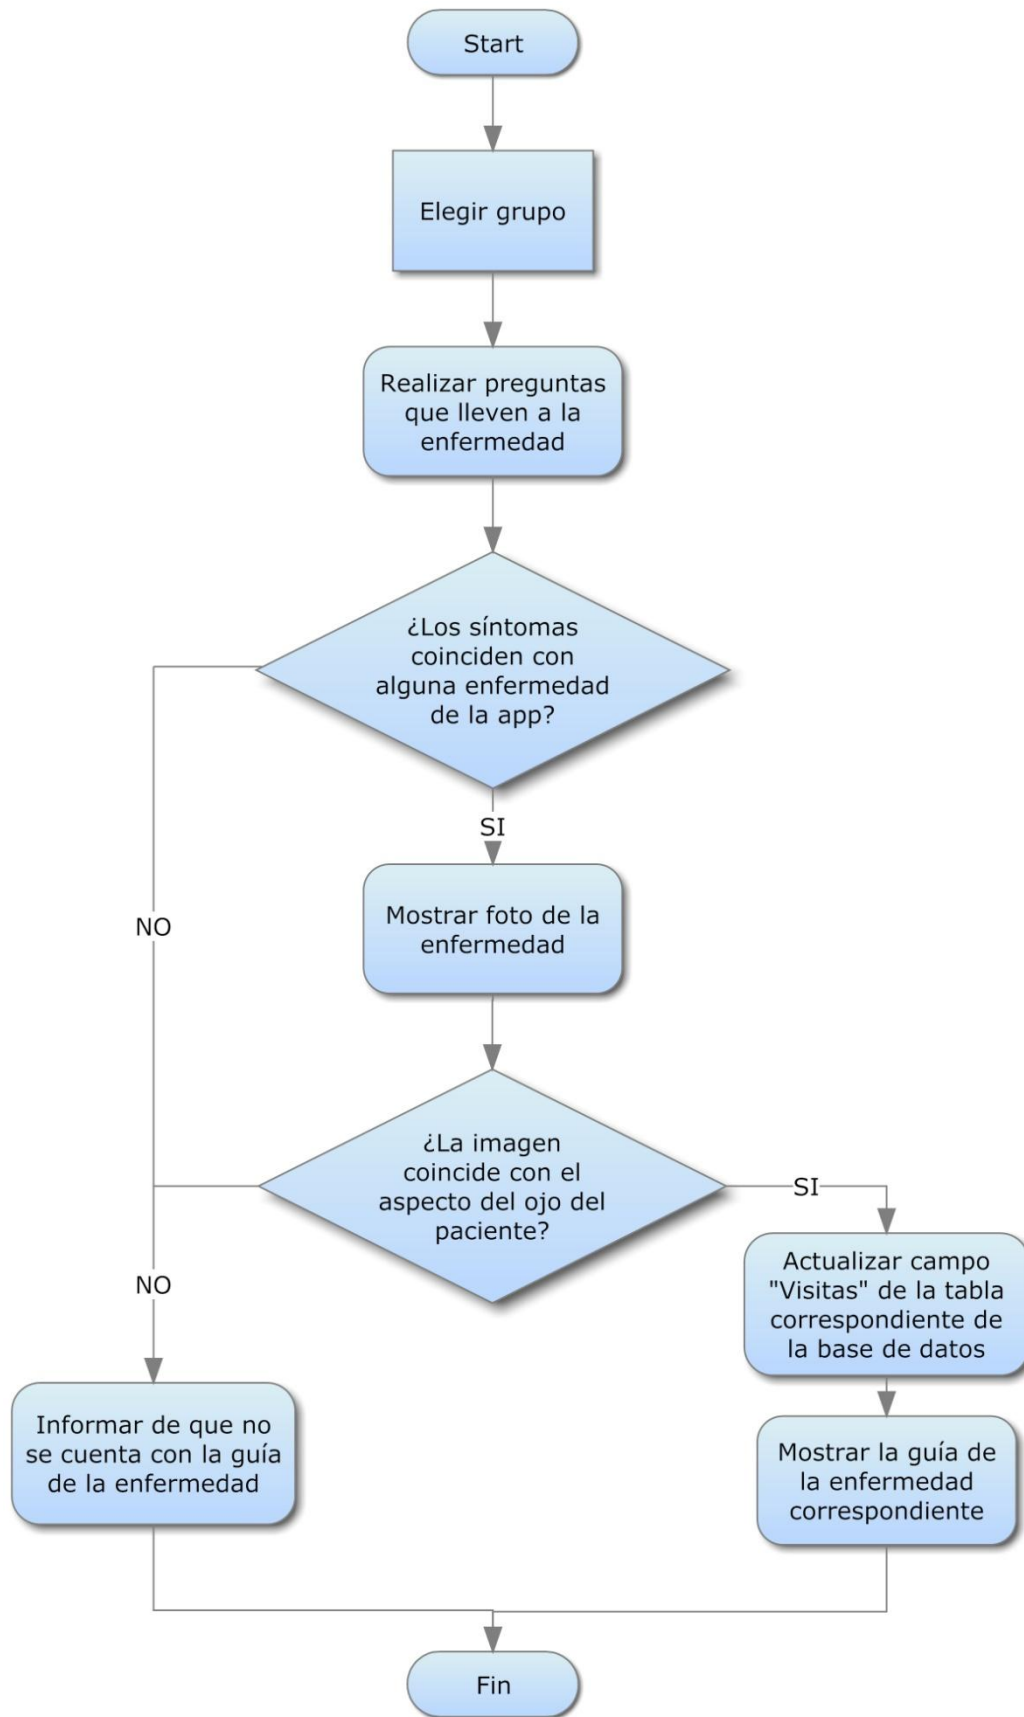 Start
Elegir grupo
Realizar preguntas
que lleven a la
enfermedad
¿Los síntomas
coinciden con
alguna enfermedad
de la app?
SI
NO
Mostrar foto de la
enfermedad
¿La imagen
coincide con el
aspecto del ojo del
paciente?
SI
NO
Actualizar campo
"Visitas" de la tabla
correspondiente de
la base de datos
Informar de que no
se cuenta con la guía
de la enfermedad
Mostrar la guía de
la enfermedad
correspondiente
Fin